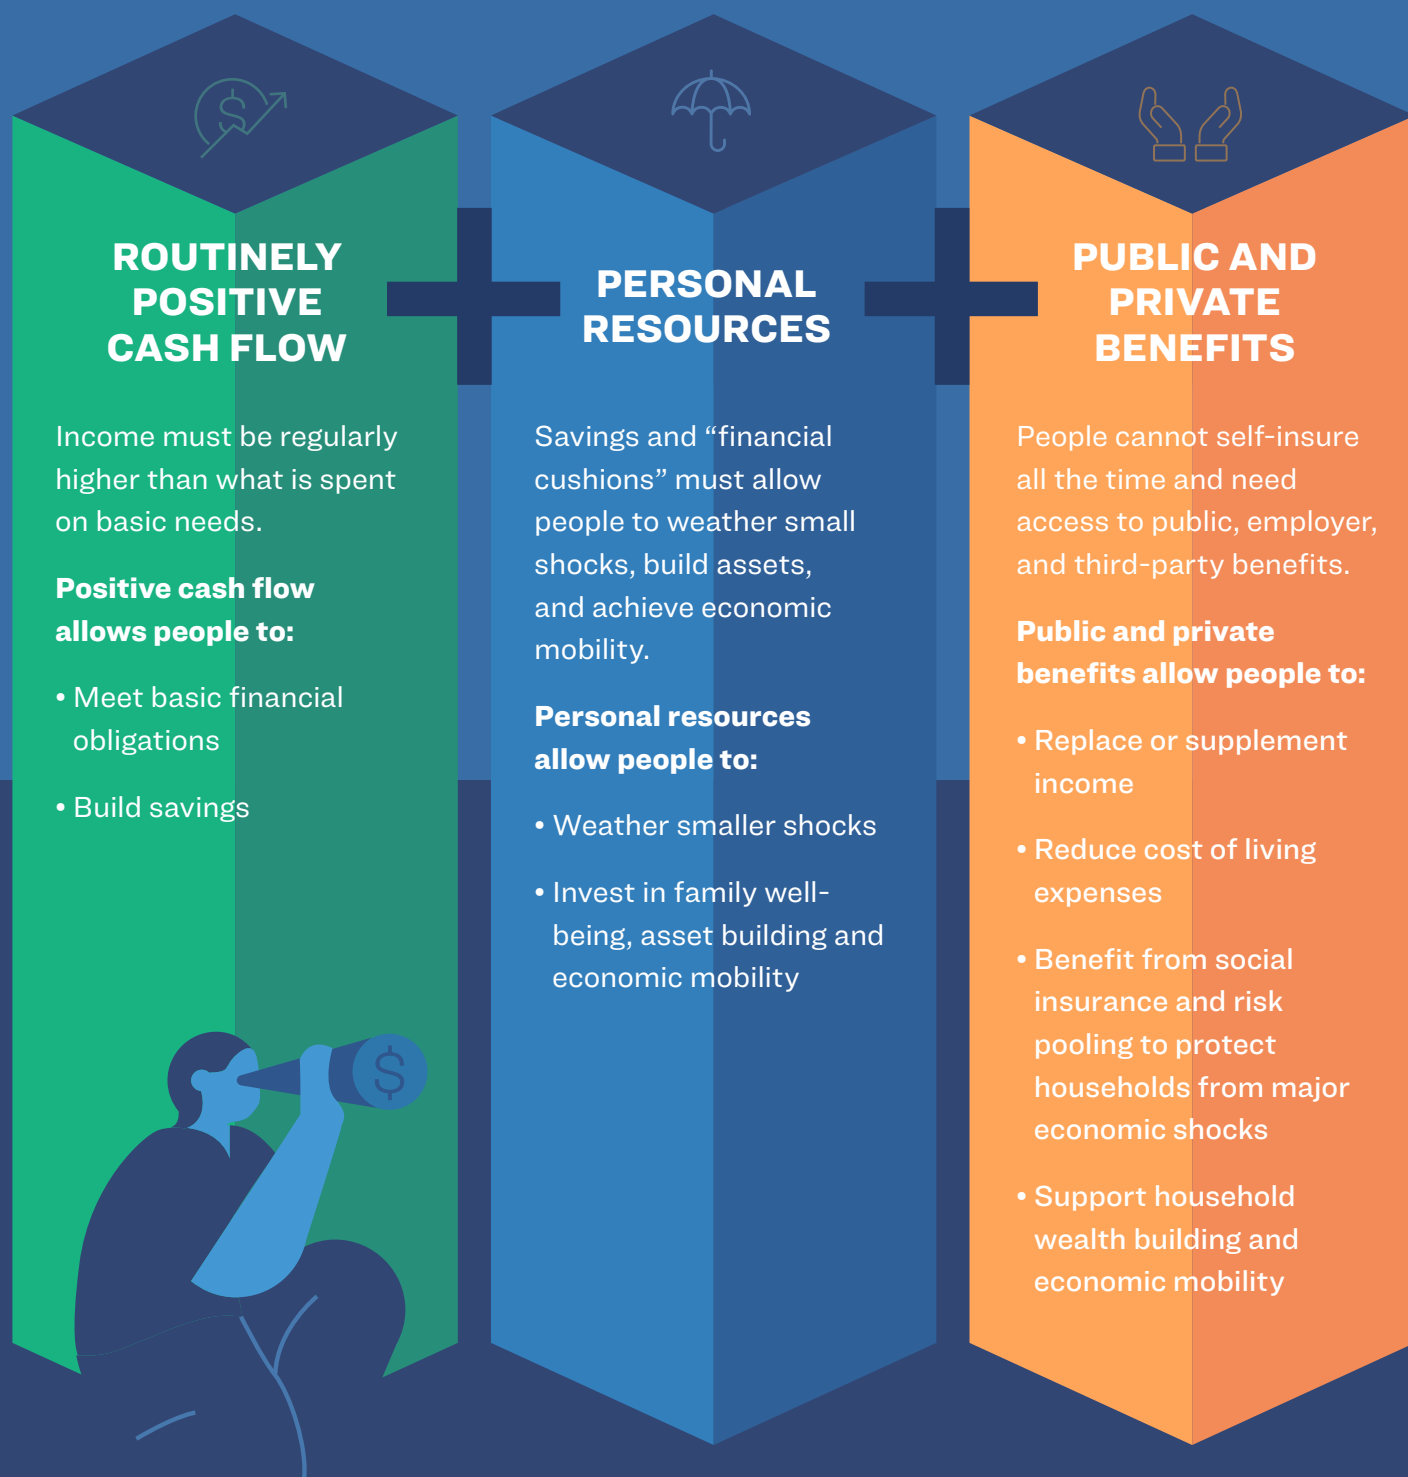 ROUTINELY
POSITIVE
CASH FLOW
Income must be regularly
higher than what is spent
on basic needs.
Positive cash flow
allows people to:
• Meet basic financial
obligations
• Build savings
$
$
PERSONAL
RESOURCES
Savings and “financial
cushions” must allow
people to weather small
shocks, build assets,
and achieve economic
mobility.
Personal resources
allow people to:
• Weather smaller shocks
• Invest in family well-
being, asset building and
economic mobility
PUBLIC AND
PRIVATE
BENEFITS
People cannot self-insure
all the time and need
access to public, employer,
and third-party benefits.
Public and private
benefits allow people to:
• Replace or supplement
income
• Reduce cost of living
expenses
• Benefit from social
insurance and risk
pooling to protect
households from major
economic shocks
• Support household
wealth building and
economic mobility